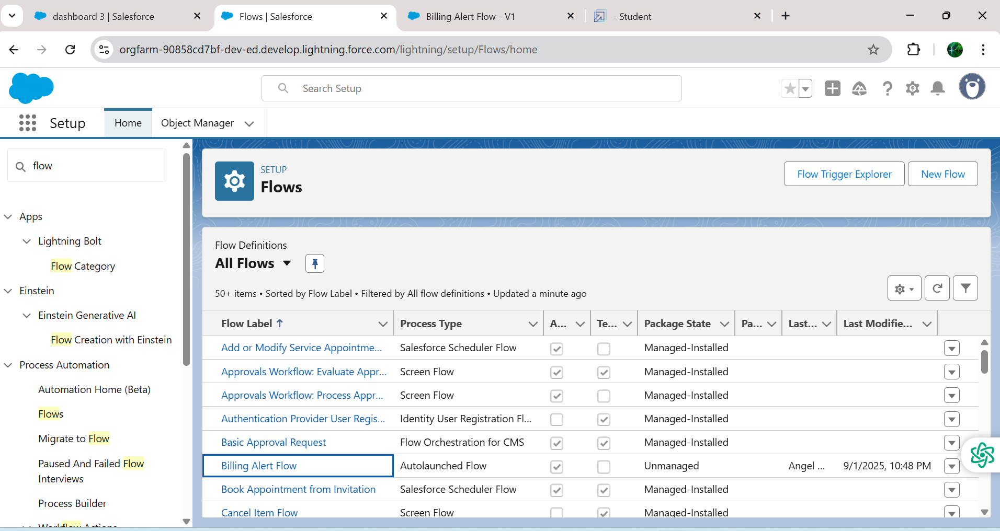 dashboard 3 | Salesforce
Flows | Salesforce
Billing Alert Flow - V1
- Student
orgfarm-90858cd7bf-dev-ed.develop.lightning.force.com/lightning/setup/Flows/home
Search Setup
Setup
Home
Object Manager
flow
Apps
Lightning Bolt
Flow Category
Einstein
Einstein Generative AI
Flow Creation with Einstein
Process Automation
Automation Home (Beta)
Flows
Migrate to Flow
Paused And Failed Flow
Interviews
Process Builder
Workflow Actions
SETUP
Flows
Flow Trigger Explorer
New Flow
Flow Definitions
All Flows
50+ items • Sorted by Flow Label • Filtered by All flow definitions • Updated a minute ago
Flow Label Process Type A... Te... Package State Pa... Last... Last Modifie...
Add or Modify Service Appointme... Salesforce Scheduler Flow Managed-Installed
Approvals Workflow: Evaluate Appr... Screen Flow Managed-Installed
Approvals Workflow: Process Appr... Screen Flow Managed-Installed
Authentication Provider User Regis... Identity User Registration Fl... Managed-Installed
Basic Approval Request Flow Orchestration for CMS Managed-Installed
Billing Alert Flow Autolaunched Flow Unmanaged Angel ... 9/1/2025, 10:48 PM
Book Appointment from Invitation Salesforce Scheduler Flow Managed-Installed
Cancel Item Flow Screen Flow Managed-Installed